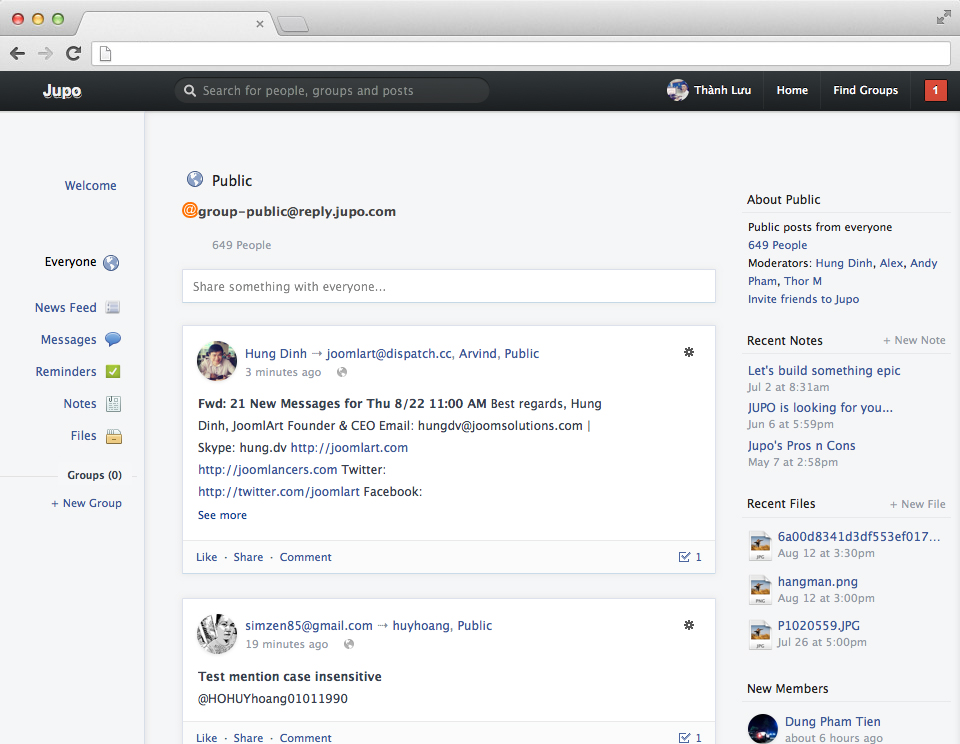 Jupo
Search for people, groups and posts
Thành Lưu
Home
Find Groups
1
Welcome
Everyone
News Feed
Messages
Reminders
Notes
Files
Groups (0)
+ New Group
Public
@group-public@reply.jupo.com
649 People
Share something with everyone...
Hung Dinh → joomlart@dispatch.cc, Arvind, Public
3 minutes ago
Fwd: 21 New Messages for Thu 8/22 11:00 AM Best regards, Hung
Dinh, JoomlArt Founder & CEO Email: hungdv@joomsolutions.com |
Skype: hung.dv http://joomlart.com
http://joomlancers.com Twitter:
http://twitter.com/joomlart Facebook:
See more
Like · Share · Comment
1
simzen85@gmail.com → huyhoang, Public
19 minutes ago
Test mention case insensitive
@HOHUYhoang01011990
Like · Share · Comment
1
About Public
Public posts from everyone
649 People
Moderators: Hung Dinh, Alex, Andy
Pham, Thor M
Invite friends to Jupo
Recent Notes
+ New Note
Let's build something epic
Jul 2 at 8:31am
JUPO is looking for you...
Jun 6 at 5:59pm
Jupo's Pros n Cons
May 7 at 2:58pm
Recent Files
+ New File
JPG
6a00d8341d3df553ef017...
Aug 12 at 3:30pm
PNG
hangman.png
Aug 12 at 3:00pm
JPG
P1020559.JPG
Jul 26 at 5:00pm
New Members
Dung Pham Tien
about 6 hours ago